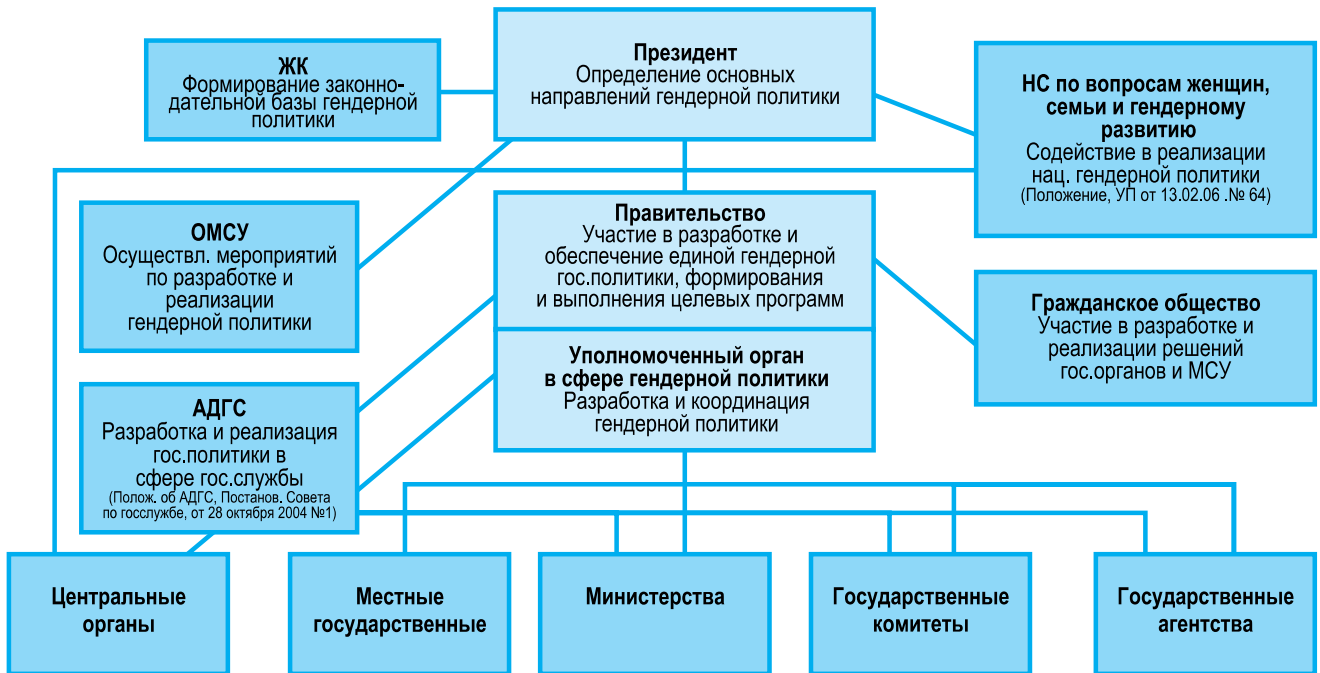 Президент
Определение основных
направлений гендерной политики
ЖК
Формирование законно-
дательной базы гендерной
политики
НС по вопросам женщин,
семьи и гендерному
развитию
Содействие в реализации
нац. гендерной политики
(Положение, УП от 13.02.06 .№ 64)
ОМСУ
Осуществл. мероприятий
по разработке и
реализации
гендерной политики
Правительство
Участие в разработке и
обеспечение единой гендерной
гос.политики, формирования
и выполнения целевых программ
Гражданское общество
Участие в разработке и
реализации решений
гос.органов и МСУ
Уполномоченный орган
в сфере гендерной политики
Разработка и координация
гендерной политики
АДГС
Разработка и реализация
гос.политики в
сфере гос.службы
(Полож. об АДГС, Постанов. Совета
по госслужбе, от 28 октября 2004 №1)
Центральные
органы
Местные
государственные
Министерства
Государственные
комитеты
Государственные
агентства